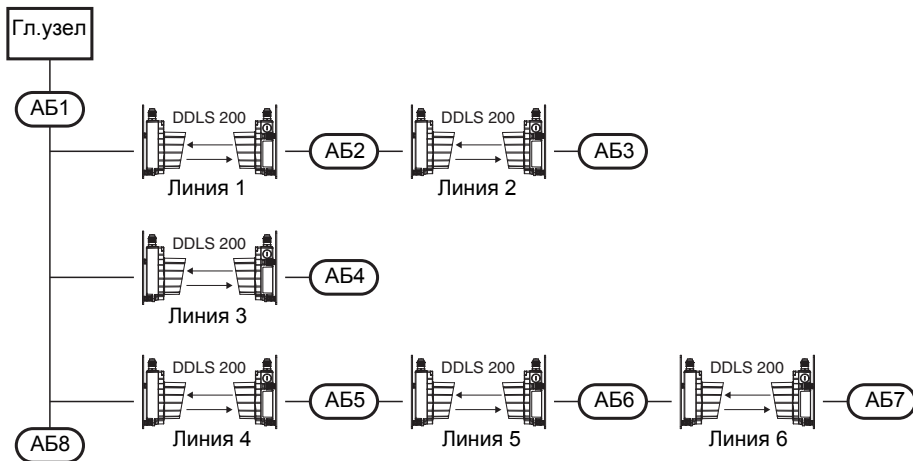 Гл.узел
АБ1
DDLS 200
АБ2
DDLS 200
АБ3
Линия 1
Линия 2
DDLS 200
АБ4
Линия 3
DDLS 200
АБ5
DDLS 200
АБ6
DDLS 200
АБ7
Линия 4
Линия 5
Линия 6
АБ8